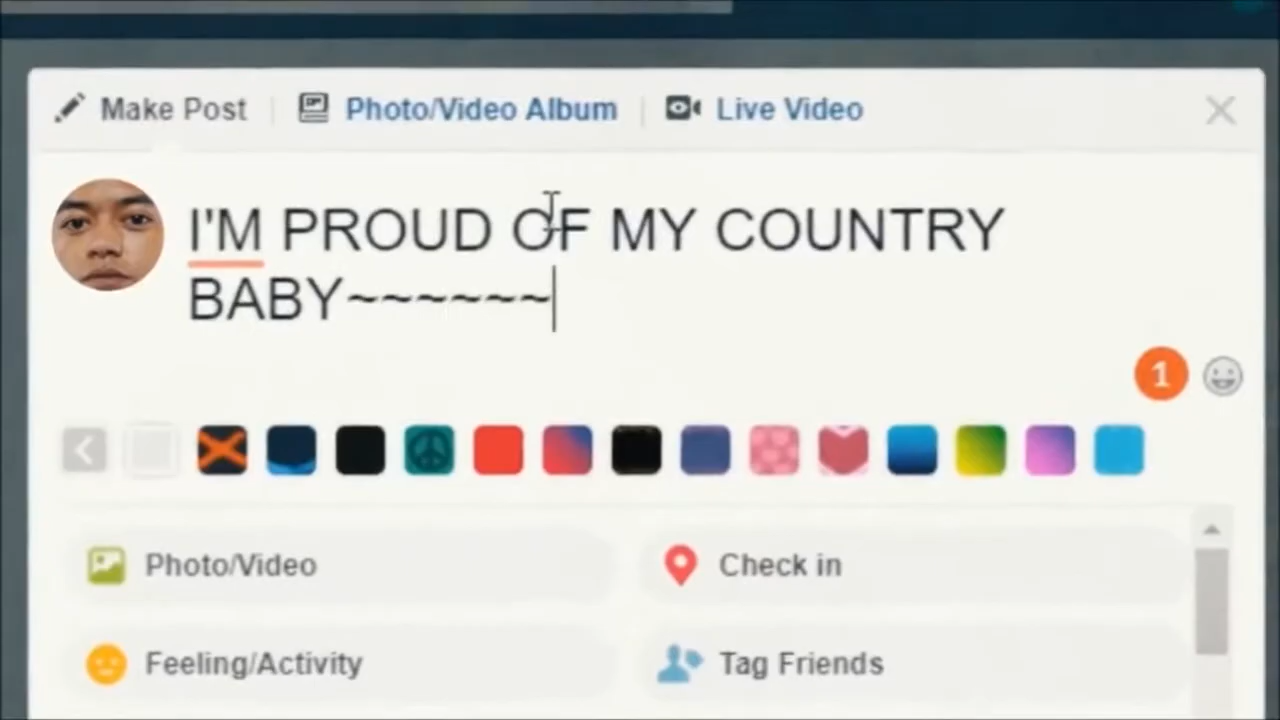 Make Post
Photo/Video Album
Live Video
I'M PROUD OF MY COUNTRY
BABY~~~~~~
1
Photo/Video
Check in
Feeling/Activity
Tag Friends